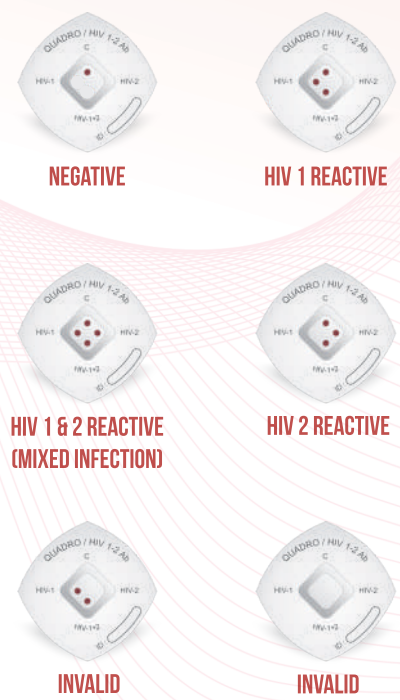 QUADRO / HIV 1-2 Ab
C
HIV-1
HIV-2
HIV-1+2
ID
NEGATIVE
QUADRO / HIV 1-2 Ab
C
HIV-1
HIV-2
HIV-1+2
ID
HIV 1 REACTIVE
QUADRO / HIV 1-2 Ab
C
HIV-1
HIV-2
HIV-1+2
ID
HIV 1 & 2 REACTIVE
(MIXED INFECTION)
QUADRO / HIV 1-2 Ab
C
HIV-1
HIV-2
HIV-1+2
ID
HIV 2 REACTIVE
QUADRO / HIV 1-2 Ab
C
HIV-1
HIV-2
HIV-1+2
ID
INVALID
QUADRO / HIV 1-2 Ab
C
HIV-1
HIV-2
HIV-1+2
ID
INVALID